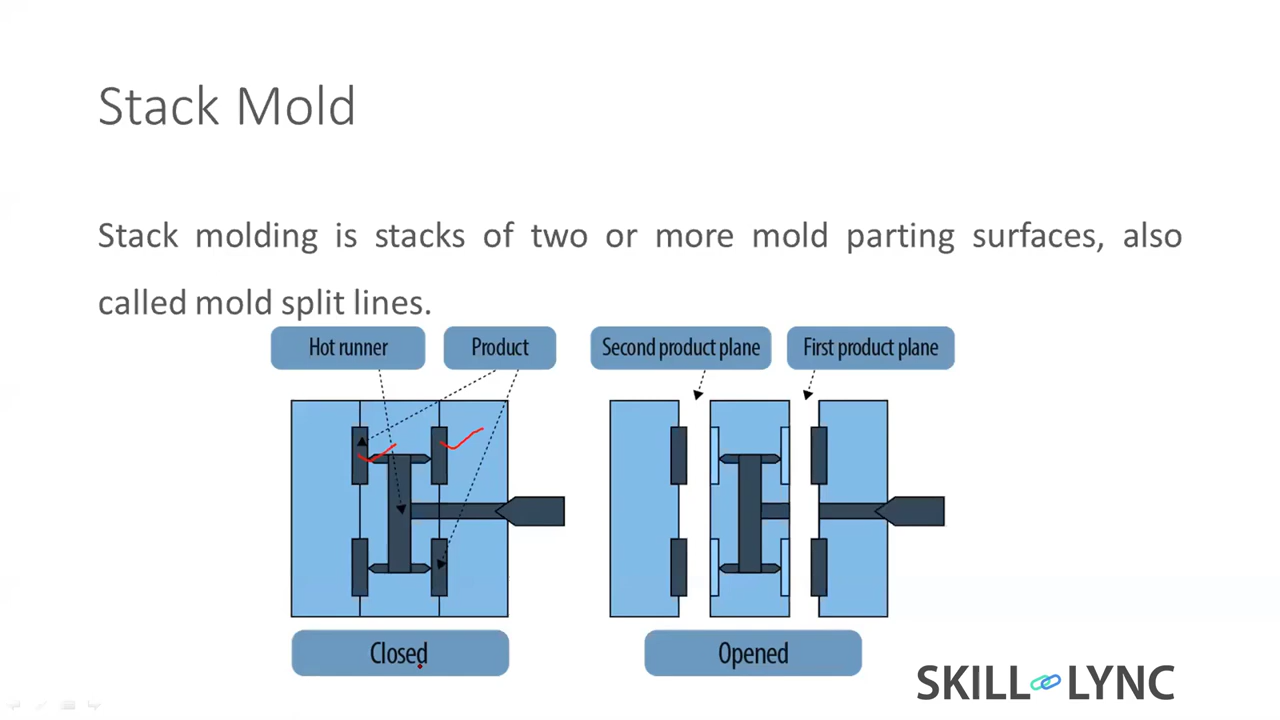 Stack Mold
Stack molding is stacks of two or more mold parting surfaces, also
called mold split lines.
Hot runner
Product
Second product plane
First product plane
Closed
Opened
SKILL LYNC